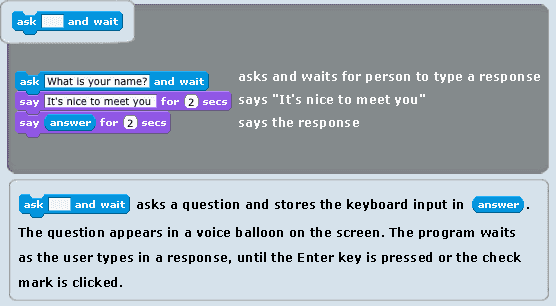 ask and wait
ask What is your name? and wait asks and waits for person to type a response
say It's nice to meet you for 2 secs says "It's nice to meet you"
say answer for 2 secs says the response
ask and wait asks a question and stores the keyboard input in answer.
The question appears in a voice balloon on the screen. The program waits
as the user types in a response, until the Enter key is pressed or the check
mark is clicked.